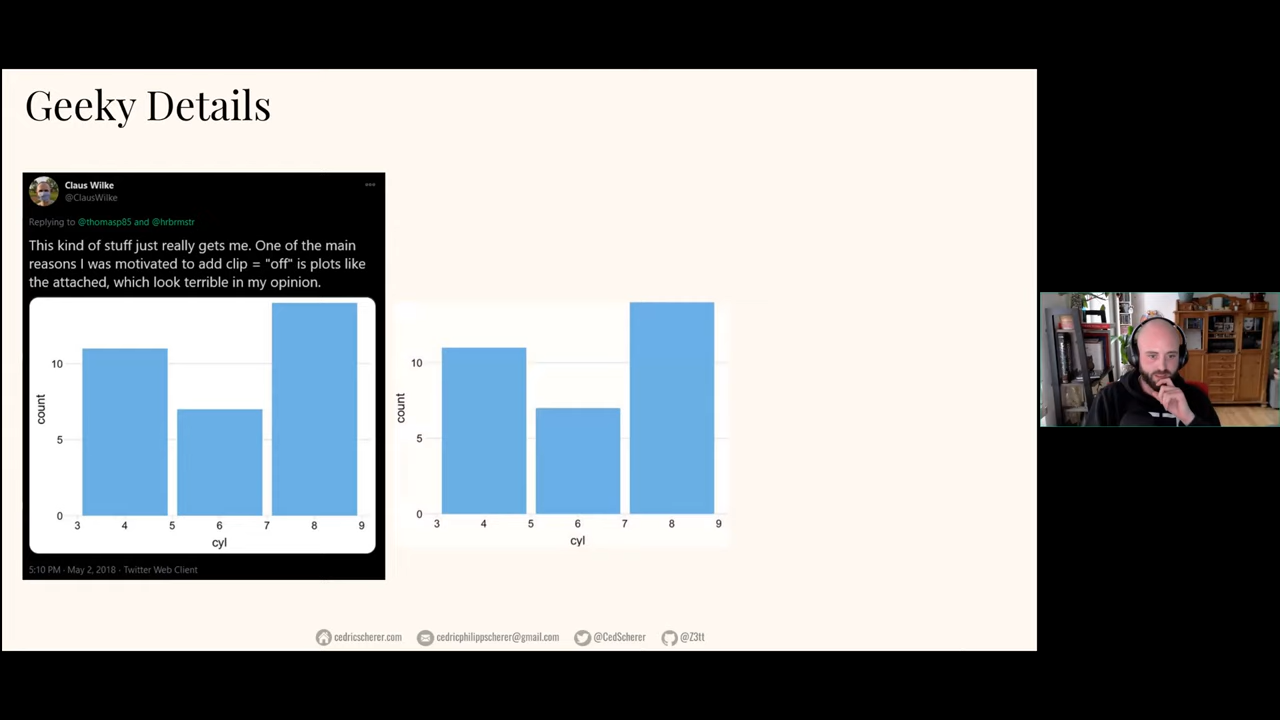 Geeky Details
Claus Wilke
@ClausWilke
Replying to @thomasp85 and @hrbrmstr
This kind of stuff just really gets me. One of the main
reasons I was motivated to add clip = "off" is plots like
the attached, which look terrible in my opinion.
10
5
0
count
3 4 5 6 7 8 9
cyl
5:10 PM · May 2, 2018 · Twitter Web Client
10
5
0
count
3 4 5 6 7 8 9
cyl
cedricscherer.com cedricphilippscherer@gmail.com @CedScherer @Z3tt